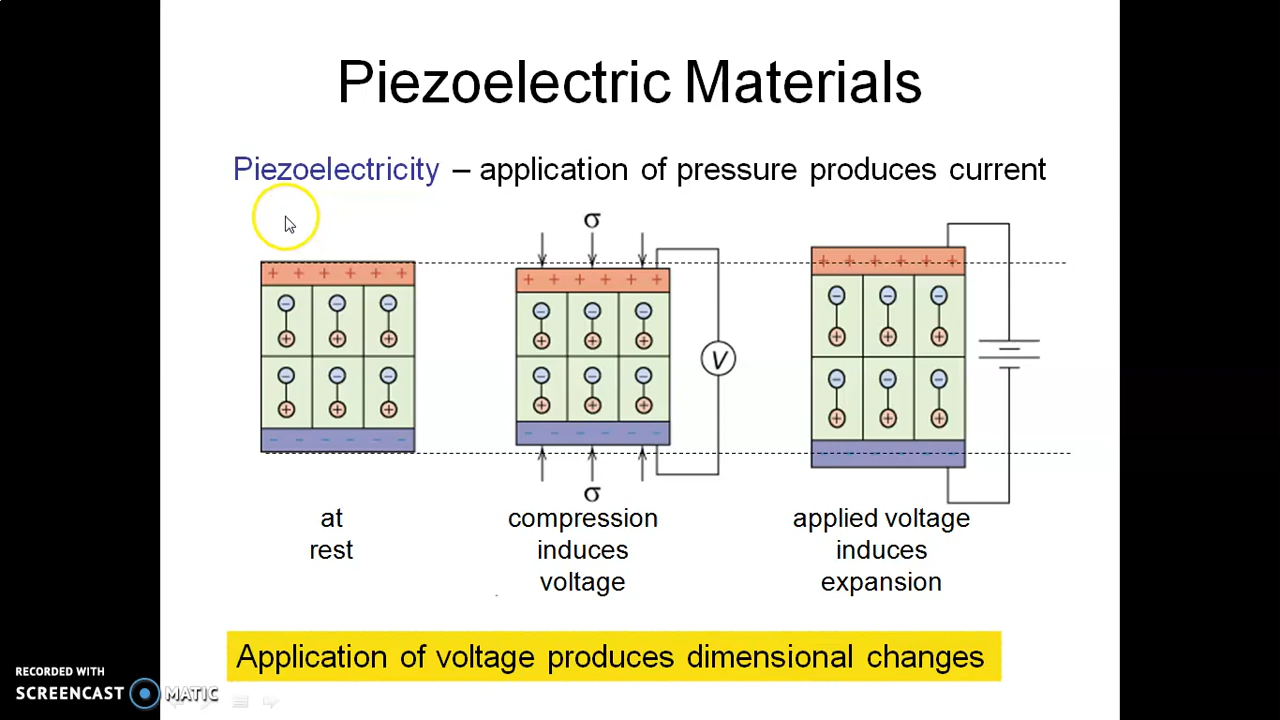 Piezoelectric Materials
Piezoelectricity – application of pressure produces current
σ
+ + + + + +
+ + + + + +
+ + + + + +
− − −
+ + +
− − −
+ + +
− − −
+ + +
− − −
+ + +
− − −
+ + +
− − −
+ + +
V
- - - - - -
- - - - - -
- - - - - -
σ
at
rest
compression
induces
voltage
applied voltage
induces
expansion
Application of voltage produces dimensional changes
RECORDED WITH
SCREENCAST MATIC